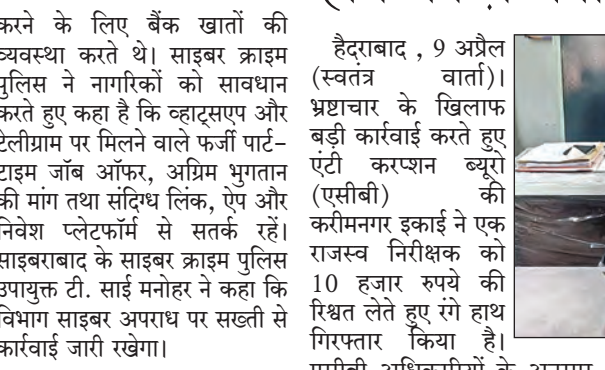 करने के लिए बैंक खातों की
व्यवस्था करते थे। साइबर क्राइम
पुलिस ने नागरिकों को सावधान
करते हुए कहा है कि व्हाट्सएप और
टेलीग्राम पर मिलने वाले फर्जी पार्ट-
टाइम जॉब ऑफर, अग्रिम भुगतान
की मांग तथा संदिग्ध लिंक, ऐप और
निवेश प्लेटफॉर्म से सतर्क रहें।
साइबराबाद के साइबर क्राइम पुलिस
उपायुक्त टी. साई मनोहर ने कहा कि
विभाग साइबर अपराध पर सख्ती से
कार्रवाई जारी रखेगा।
हैदराबाद , 9 अप्रैल
(स्वतंत्र वार्ता)।
भ्रष्टाचार के खिलाफ
बड़ी कार्रवाई करते हुए
एंटी करप्शन ब्यूरो
(एसीबी) की
करीमनगर इकाई ने एक
राजस्व निरीक्षक को
10 हजार रुपये की
रिश्वत लेते हुए रंगे हाथ
गिरफ्तार किया है।
एसीबी अधिकारियों के अनुसार